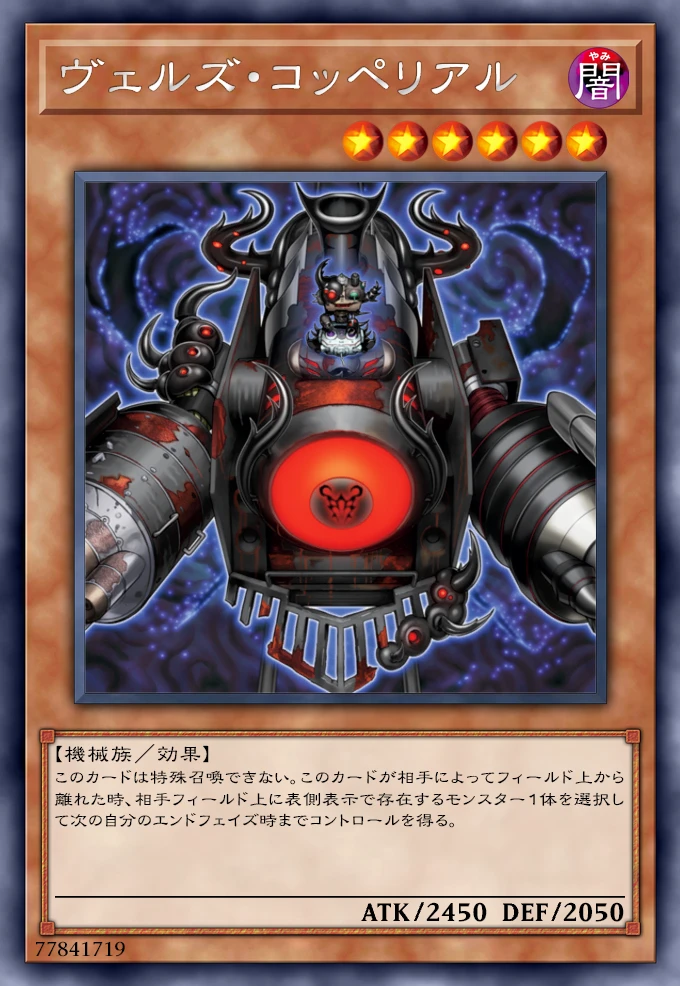 ヴェルズ・コッペリアル
やみ
闇
【機械族／効果】
このカードは特殊召喚できない。このカードが相手によってフィールド上から
離れた時、相手フィールド上に表側表示で存在するモンスター１体を選択し
て次の自分のエンドフェイズ時までコントロールを得る。
ATK/2450 DEF/2050
77841719